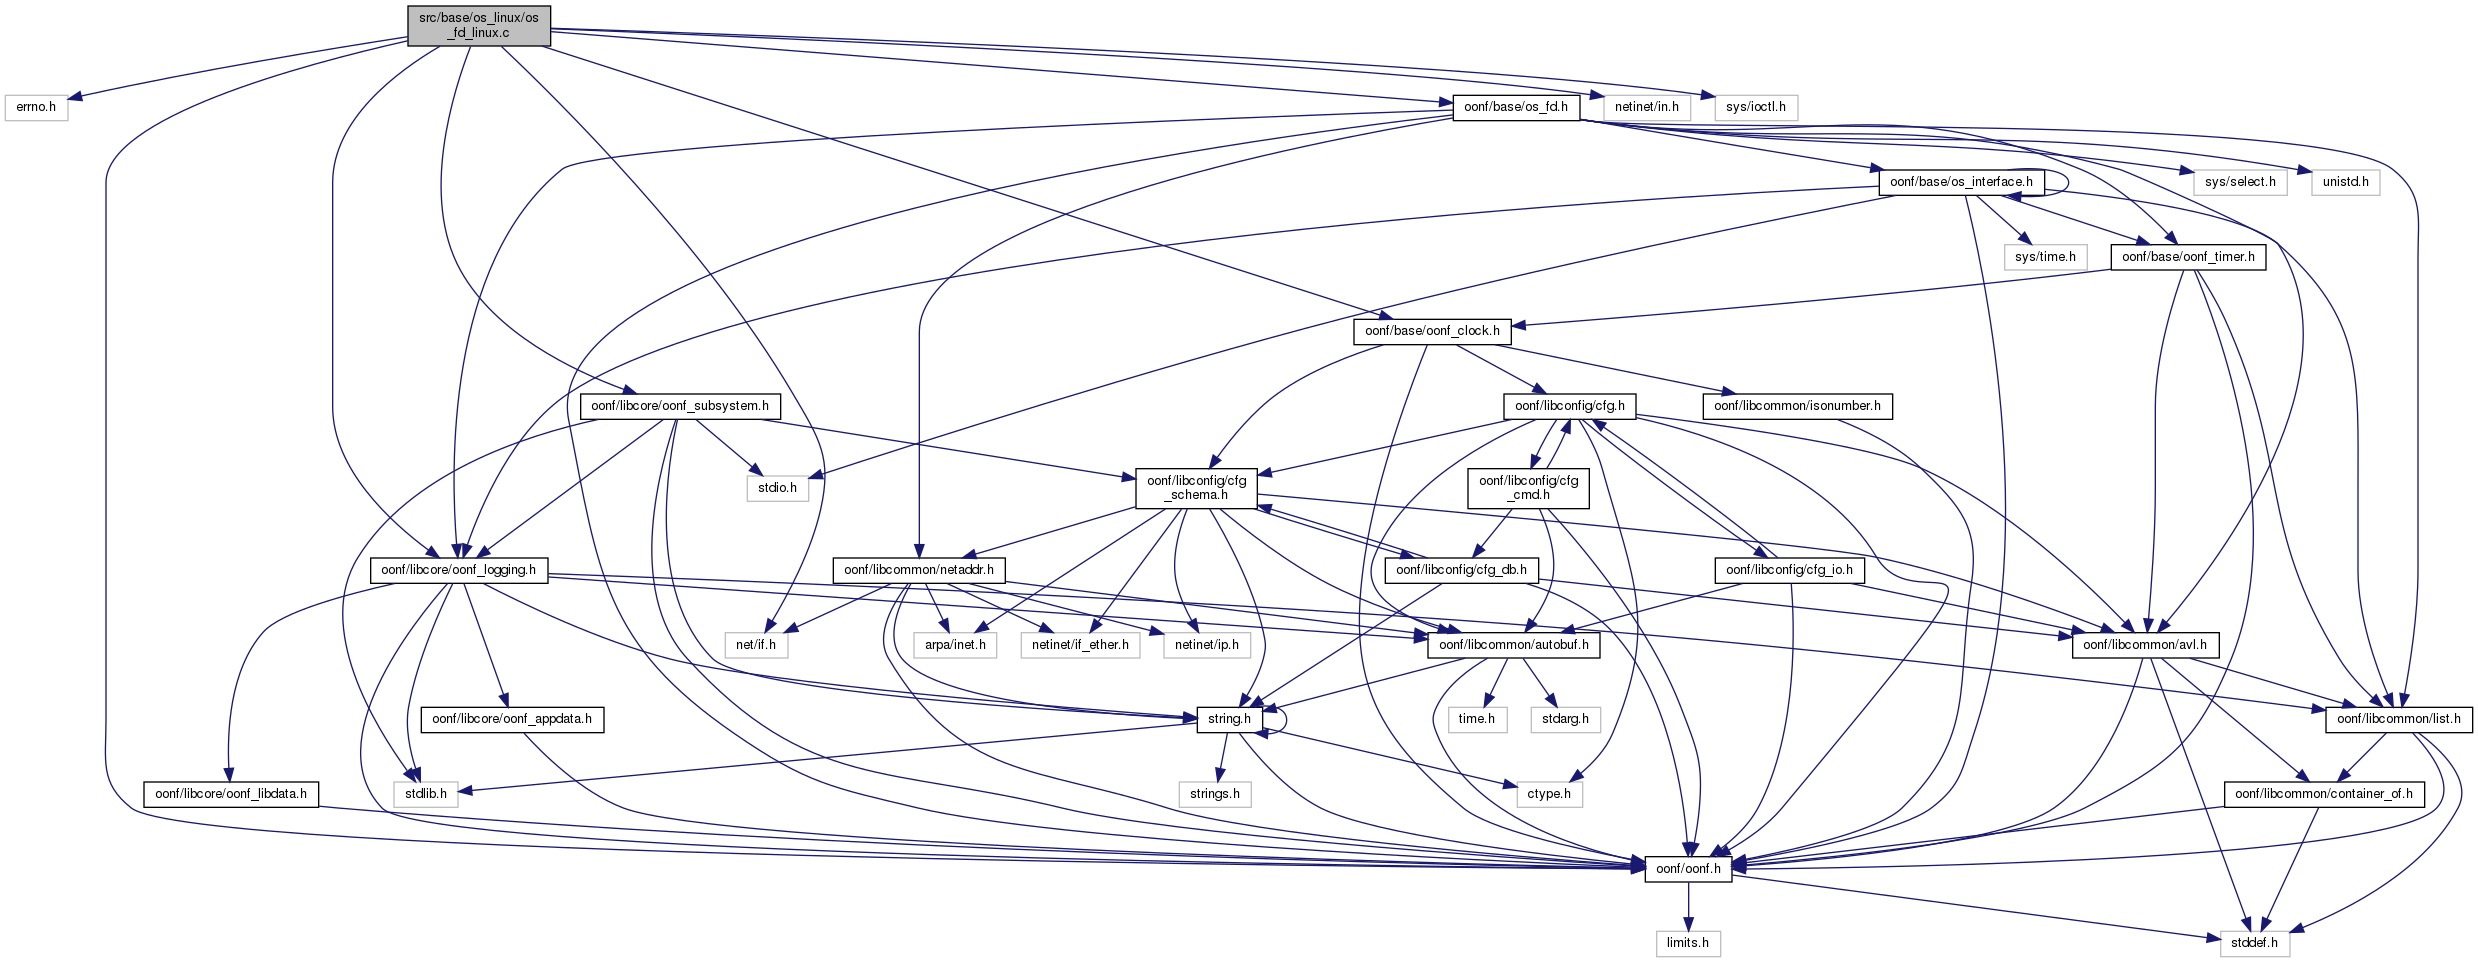 src/base/os_linux/os
_fd_linux.c
errno.h
oonf/base/os_fd.h
netinet/in.h
sys/ioctl.h
oonf/base/os_interface.h
sys/select.h
unistd.h
sys/time.h
oonf/base/oonf_timer.h
oonf/base/oonf_clock.h
oonf/libcore/oonf_subsystem.h
oonf/libconfig/cfg.h
oonf/libcommon/isonumber.h
stdio.h
oonf/libconfig/cfg
_schema.h
oonf/libconfig/cfg
_cmd.h
oonf/libcore/oonf_logging.h
oonf/libcommon/netaddr.h
oonf/libconfig/cfg_db.h
oonf/libconfig/cfg_io.h
net/if.h
arpa/inet.h
netinet/if_ether.h
netinet/ip.h
oonf/libcommon/autobuf.h
oonf/libcommon/avl.h
oonf/libcore/oonf_appdata.h
string.h
time.h
stdarg.h
oonf/libcommon/list.h
oonf/libcore/oonf_libdata.h
stdlib.h
strings.h
ctype.h
oonf/libcommon/container_of.h
oonf/oonf.h
limits.h
stddef.h